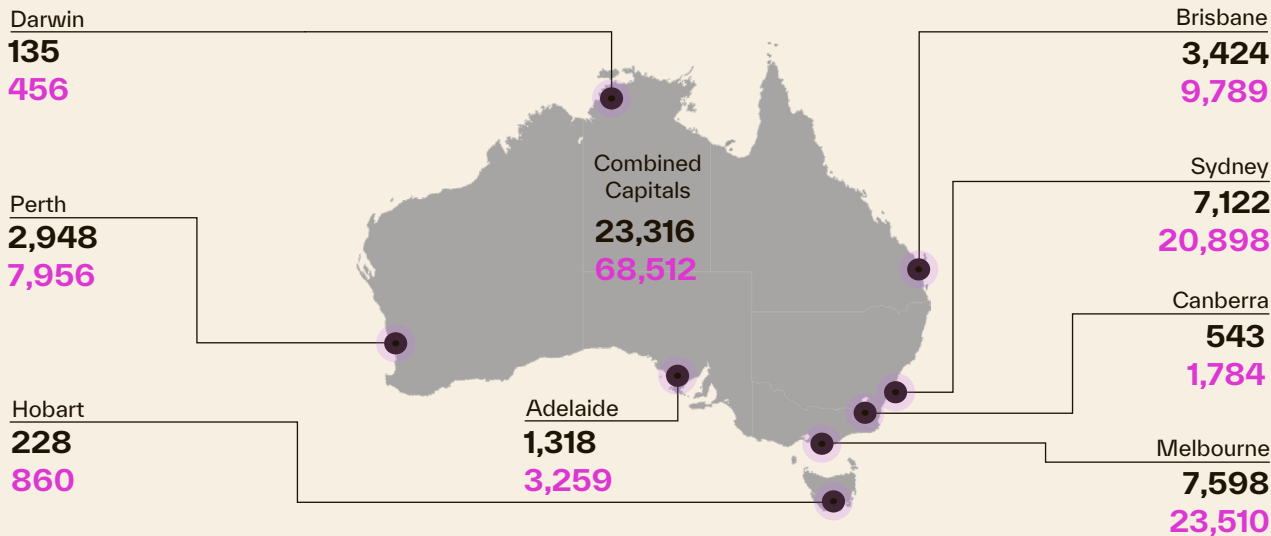 Darwin
135
456
Brisbane
3,424
9,789
Combined
Capitals
23,316
68,512
Sydney
7,122
20,898
Perth
2,948
7,956
Canberra
543
1,784
Hobart
228
860
Adelaide
1,318
3,259
Melbourne
7,598
23,510